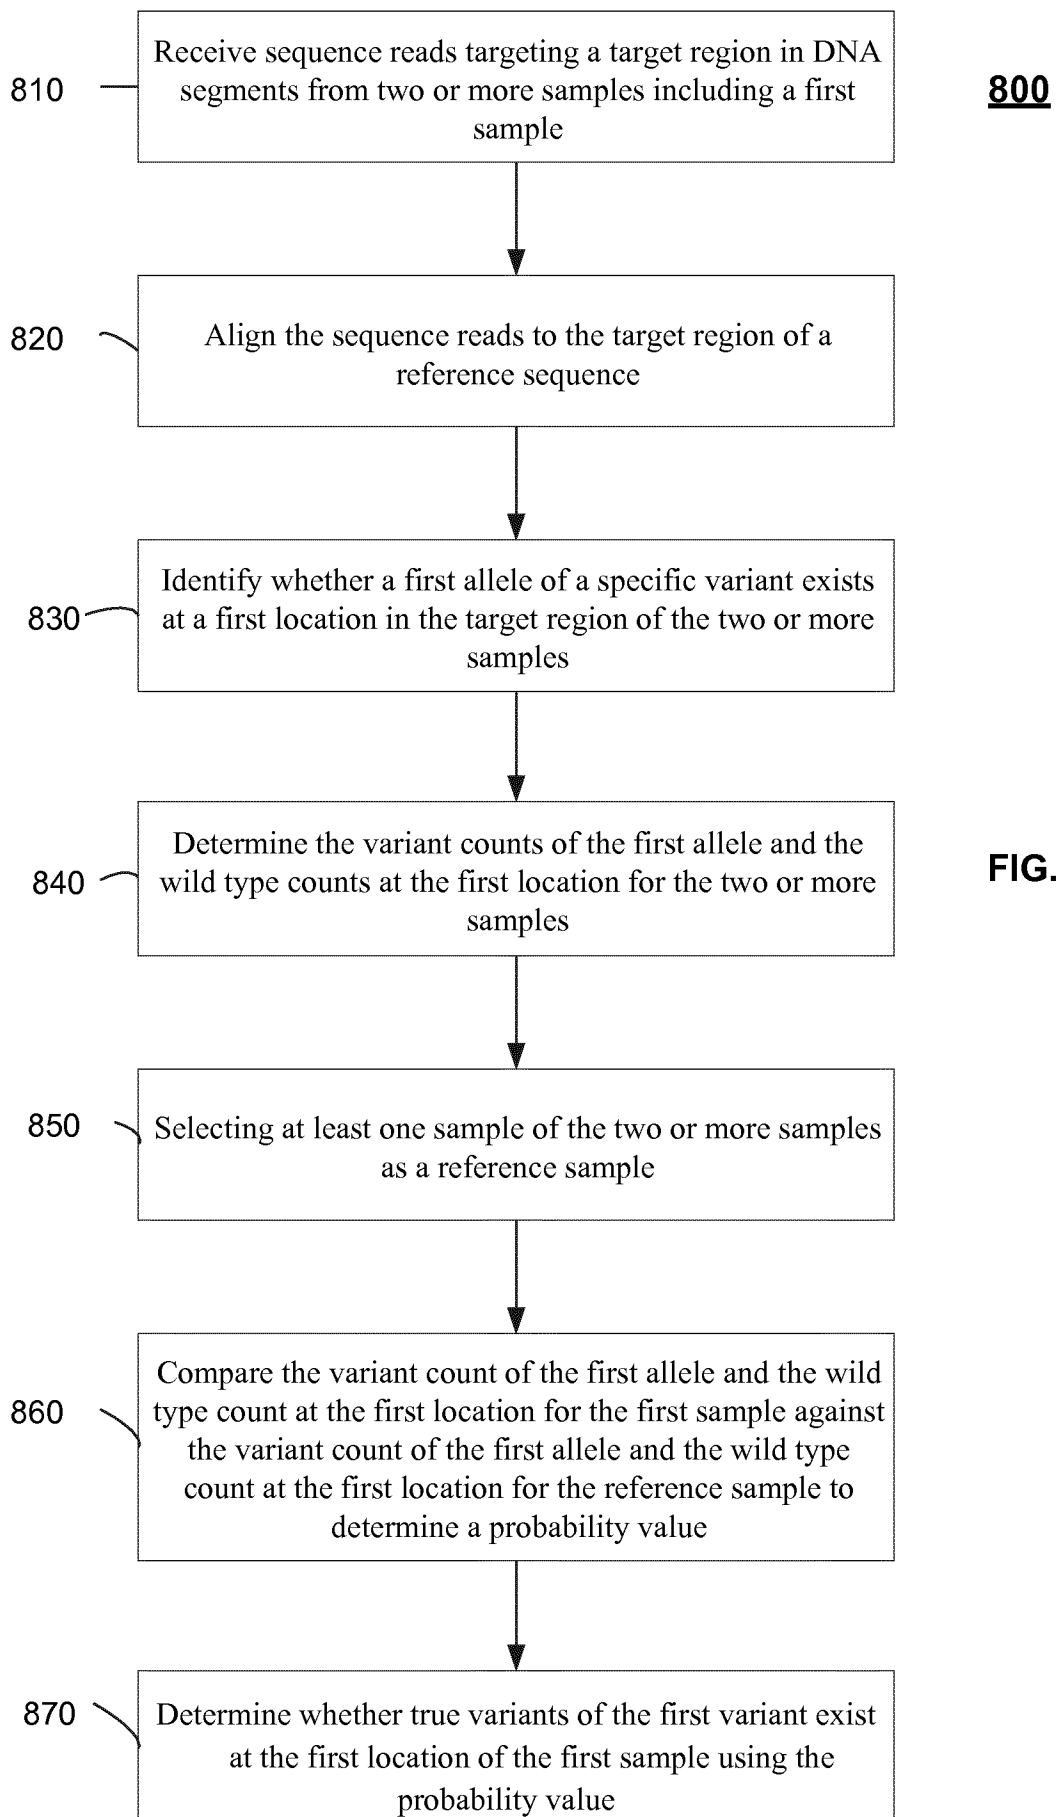 810
Receive sequence reads targeting a target region in DNA
segments from two or more samples including a first
sample
800
820
Align the sequence reads to the target region of a
reference sequence
830
Identify whether a first allele of a specific variant exists
at a first location in the target region of the two or more
samples
840
Determine the variant counts of the first allele and the
wild type counts at the first location for the two or more
samples
FIG.
850
Selecting at least one sample of the two or more samples
as a reference sample
860
Compare the variant count of the first allele and the wild
type count at the first location for the first sample against
the variant count of the first allele and the wild type
count at the first location for the reference sample to
determine a probability value
870
Determine whether true variants of the first variant exist
at the first location of the first sample using the
probability value